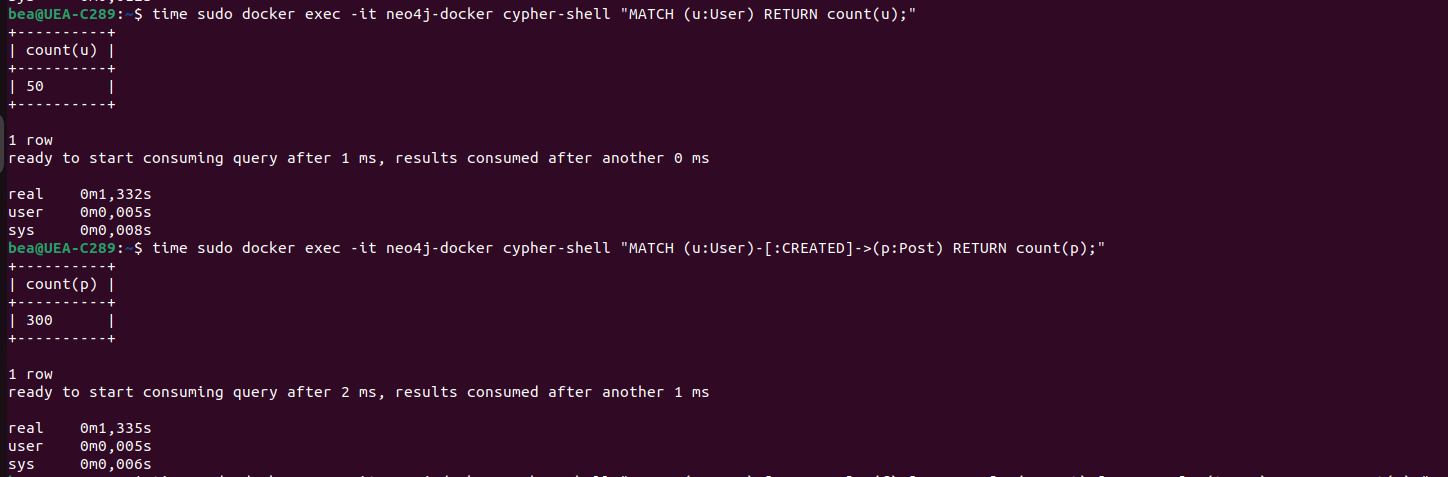 bea@UEA-C289:~$ time sudo docker exec -it neo4j-docker cypher-shell "MATCH (u:User) RETURN count(u);"
+----------+
| count(u) |
+----------+
| 50       |
+----------+
1 row
ready to start consuming query after 1 ms, results consumed after another 0 ms
real    0m1,332s
user    0m0,005s
sys     0m0,008s
bea@UEA-C289:~$ time sudo docker exec -it neo4j-docker cypher-shell "MATCH (u:User)-[:CREATED]->(p:Post) RETURN count(p);"
+----------+
| count(p) |
+----------+
| 300      |
+----------+
1 row
ready to start consuming query after 2 ms, results consumed after another 1 ms
real    0m1,335s
user    0m0,005s
sys     0m0,006s